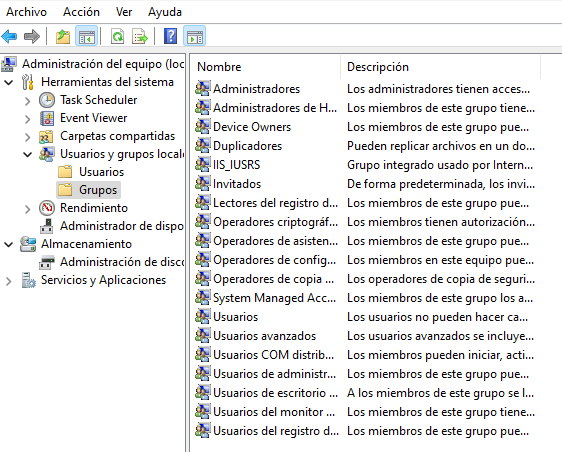 Archivo Acción Ver Ayuda
Administración del equipo (loc
Herramientas del sistema
Task Scheduler
Event Viewer
Carpetas compartidas
Usuarios y grupos locale
Usuarios
Grupos
Rendimiento
Administrador de dispo
Almacenamiento
Administración de disc
Servicios y Aplicaciones
Nombre Descripción
Administradores Los administradores tienen acces...
Administradores de H... Los miembros de este grupo tiene...
Device Owners Los miembros de este grupo pue...
Duplicadores Pueden replicar archivos en un do...
IIS_IUSRS Grupo integrado usado por Intern...
Invitados De forma predeterminada, los invi...
Lectores del registro d... Los miembros de este grupo pue...
Operadores criptográf... Los miembros tienen autorización...
Operadores de asisten... Los miembros de este grupo pue...
Operadores de config... Los miembros en este equipo pue...
Operadores de copia ... Los operadores de copia de seguri...
System Managed Acc... Los miembros de este grupo los a...
Usuarios Los usuarios no pueden hacer ca...
Usuarios avanzados Los usuarios avanzados se incluye...
Usuarios COM distrib... Los miembros pueden iniciar, acti...
Usuarios de administr... Los miembros de este grupo pue...
Usuarios de escritorio ... A los miembros de este grupo se l...
Usuarios del monitor ... Los miembros de este grupo tiene...
Usuarios del registro d... Los miembros de este grupo pue...